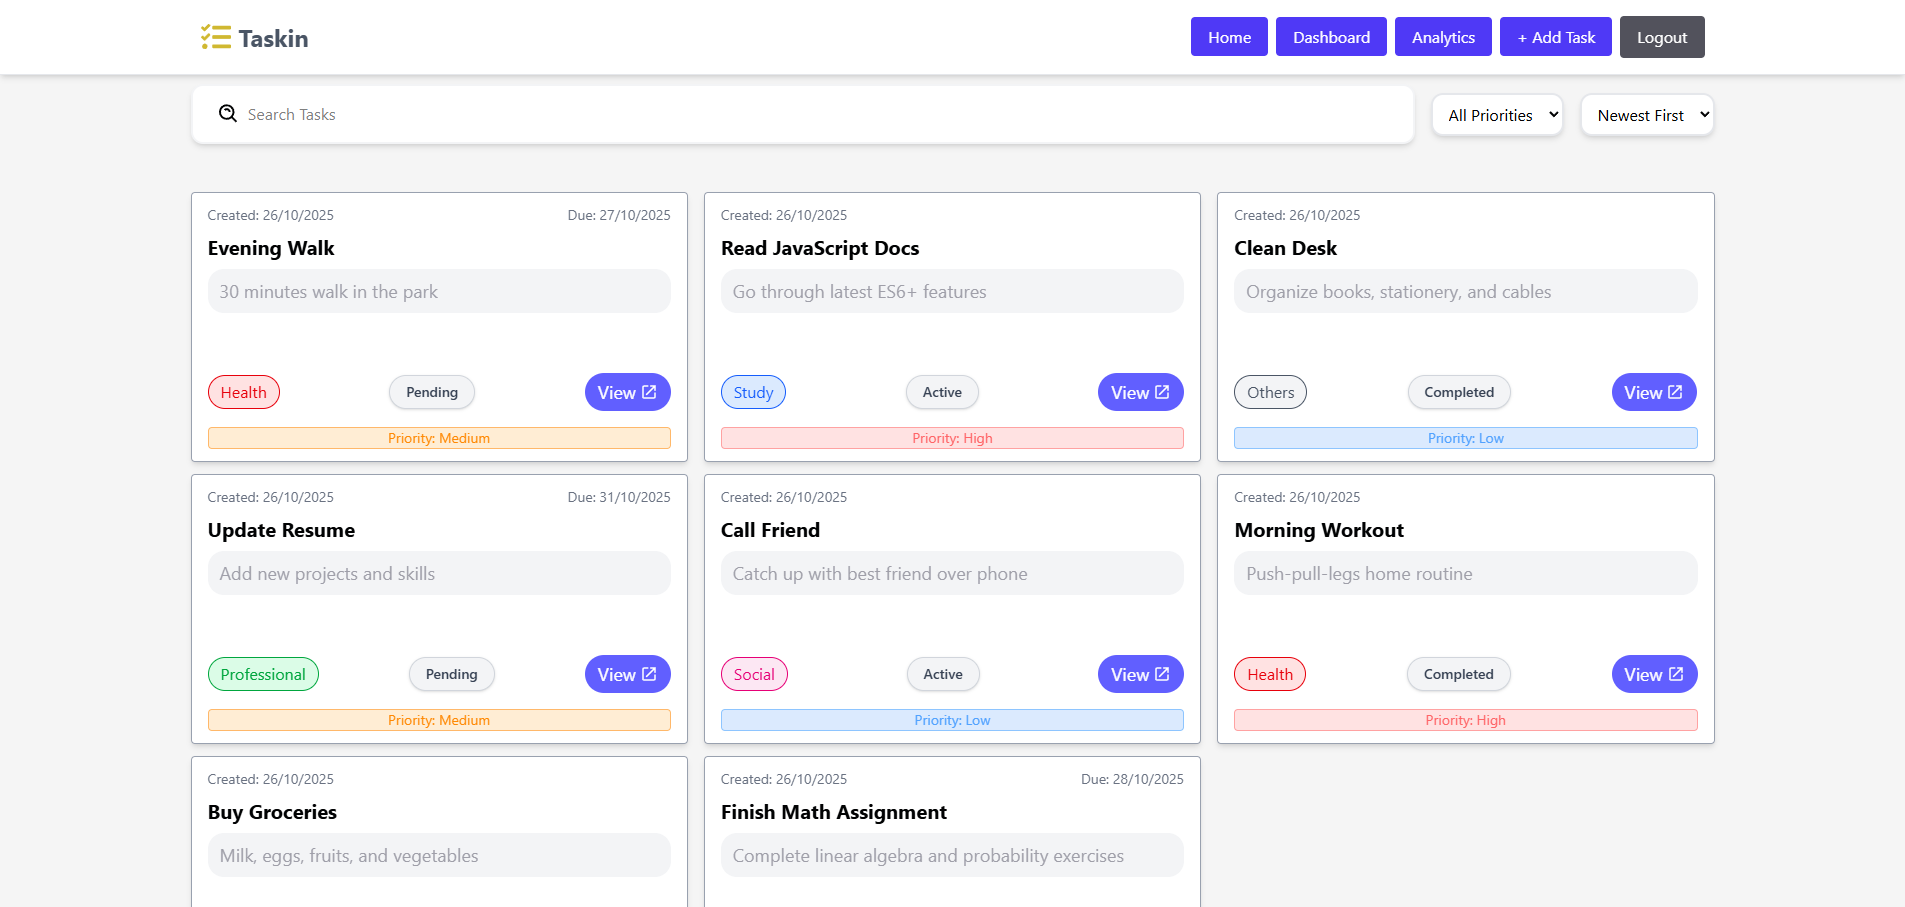 Taskin
Home
Dashboard
Analytics
+ Add Task
Logout
Search Tasks
All Priorities
Newest First
Created: 26/10/2025
Due: 27/10/2025
Evening Walk
30 minutes walk in the park
Health
Pending
View
Priority: Medium
Created: 26/10/2025
Read JavaScript Docs
Go through latest ES6+ features
Study
Active
View
Priority: High
Created: 26/10/2025
Clean Desk
Organize books, stationery, and cables
Others
Completed
View
Priority: Low
Created: 26/10/2025
Due: 31/10/2025
Update Resume
Add new projects and skills
Professional
Pending
View
Priority: Medium
Created: 26/10/2025
Call Friend
Catch up with best friend over phone
Social
Active
View
Priority: Low
Created: 26/10/2025
Morning Workout
Push-pull-legs home routine
Health
Completed
View
Priority: High
Created: 26/10/2025
Buy Groceries
Milk, eggs, fruits, and vegetables
Created: 26/10/2025
Due: 28/10/2025
Finish Math Assignment
Complete linear algebra and probability exercises